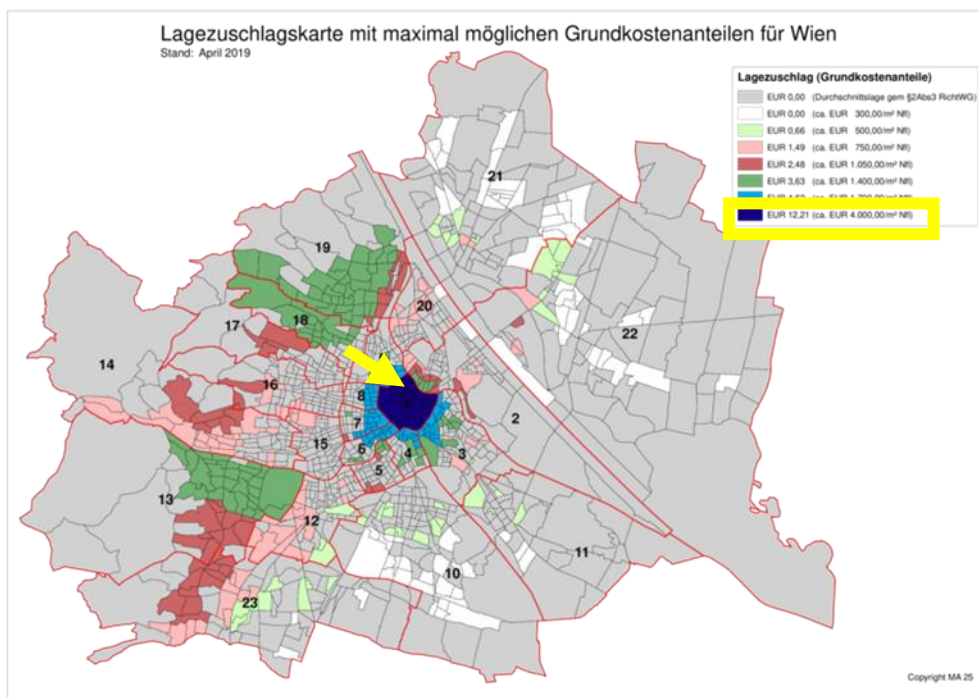 Lagezuschlagskarte mit maximal möglichen Grundkostenanteilen für Wien
Stand: April 2019
Lagezuschlag (Grundkostenanteile)
EUR 0,00 (Durchschnittslage gem §2Abs3 RichtWG)
EUR 0,00 (ca. EUR 300,00/m² Nfl)
EUR 0,66 (ca. EUR 500,00/m² Nfl)
EUR 1,49 (ca. EUR 750,00/m² Nfl)
EUR 2,48 (ca. EUR 1.050,00/m² Nfl)
EUR 3,63 (ca. EUR 1.400,00/m² Nfl)
EUR 12,21 (ca. EUR 4.000,00/m² Nfl)
21
19
20
18
17
22
14
16
8
2
7
15
6
4
3
5
13
12
11
10
23
Copyright MA 25